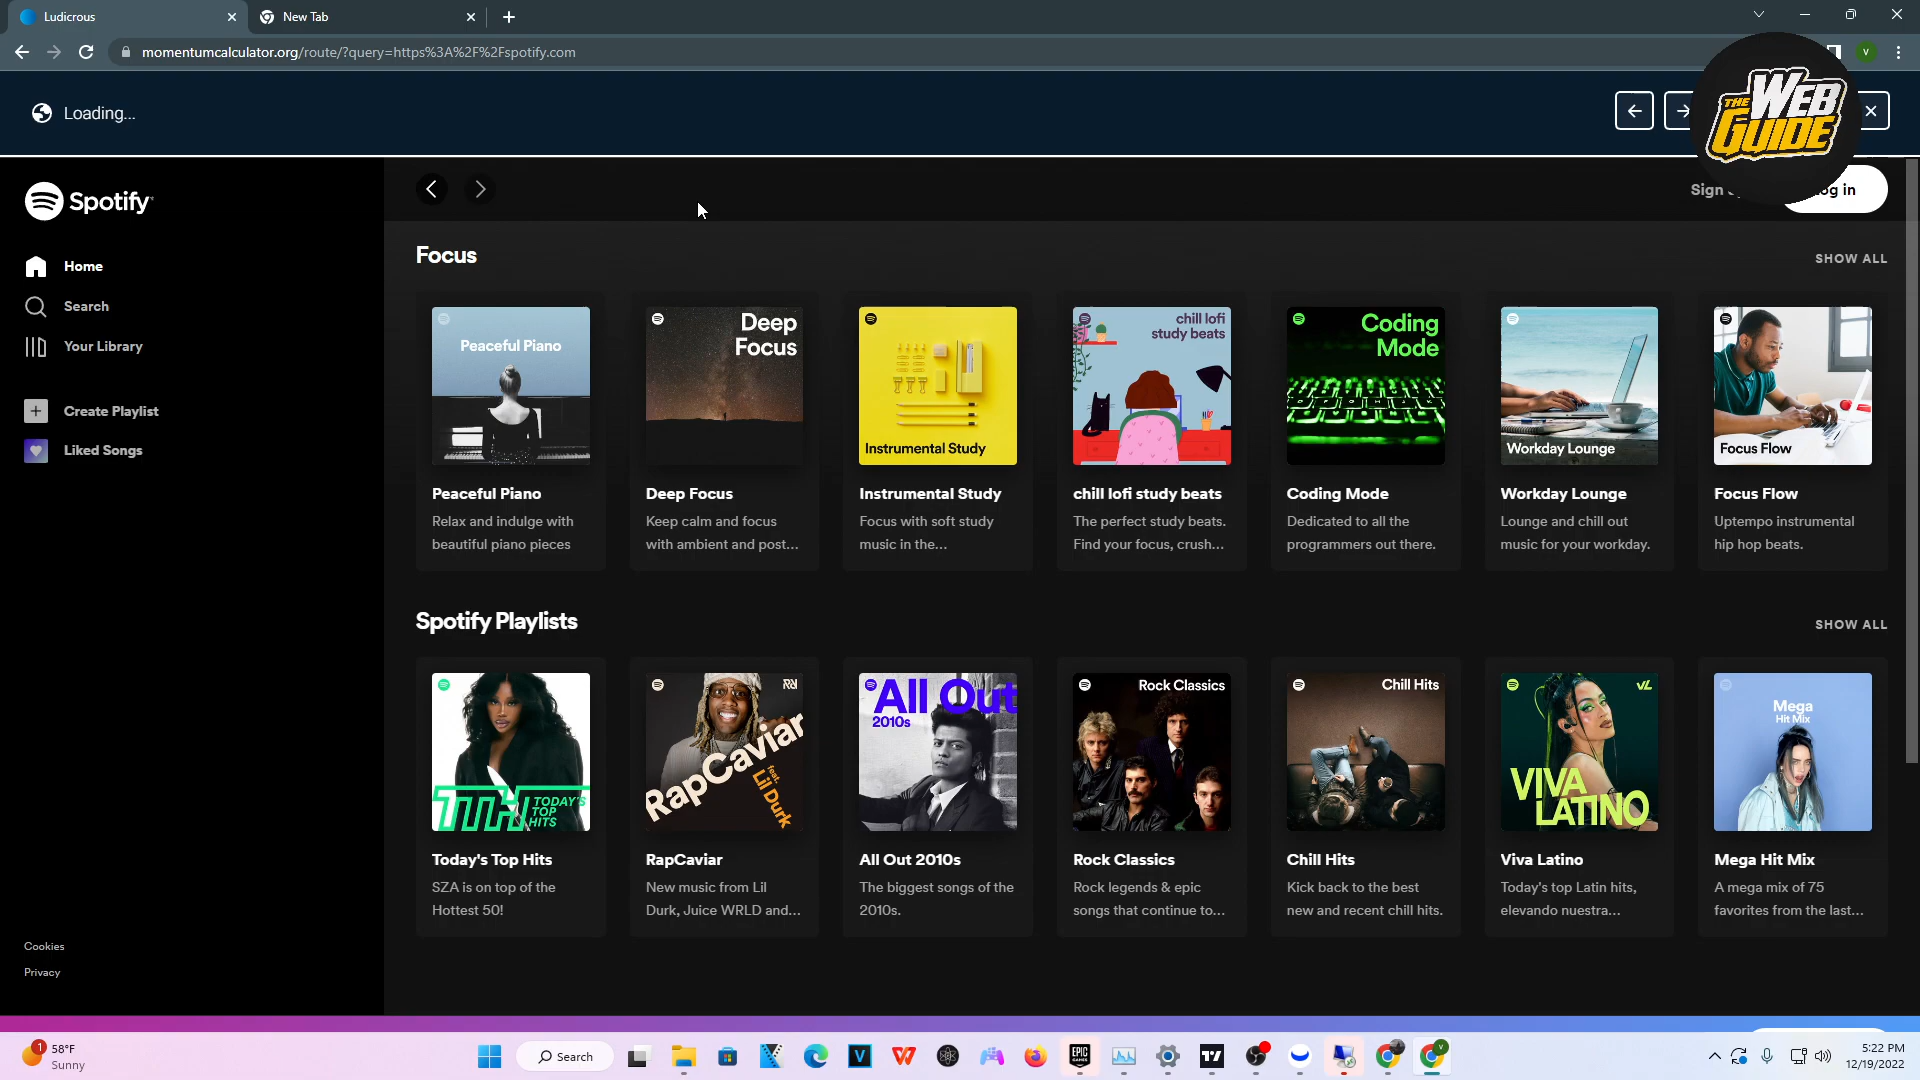 Ludicrous
New Tab
momentumcalculator.org/route/?query=https%3A%2F%2Fspotify.com
V
Loading...
THE WEB GUIDE
Spotify
Sign
in
Home
Search
Your Library
Create Playlist
Liked Songs
Cookies
Privacy
Focus
SHOW ALL
Peaceful Piano
Deep
Focus
Instrumental Study
chill lofi
study beats
Coding
Mode
Workday Lounge
Focus Flow
Peaceful Piano
Deep Focus
Instrumental Study
chill lofi study beats
Coding Mode
Workday Lounge
Focus Flow
Relax and indulge with
beautiful piano pieces
Keep calm and focus
with ambient and post...
Focus with soft study
music in the...
The perfect study beats.
Find your focus, crush...
Dedicated to all the
programmers out there.
Lounge and chill out
music for your workday.
Uptempo instrumental
hip hop beats.
Spotify Playlists
SHOW ALL
TTH TODAY'S
TOP
HITS
RapCaviar
feat.
Lil Durk
All Out
2010s
Rock Classics
Chill Hits
VIVA
LATINO
VL
Mega
Hit Mix
Today's Top Hits
RapCaviar
All Out 2010s
Rock Classics
Chill Hits
Viva Latino
Mega Hit Mix
SZA is on top of the
Hottest 50!
New music from Lil
Durk, Juice WRLD and...
The biggest songs of the
2010s.
Rock legends & epic
songs that continue to...
Kick back to the best
new and recent chill hits.
Today's top Latin hits,
elevando nuestra...
A mega mix of 75
favorites from the last...
1
58°F
Sunny
Search
EPIC
GAMES
5:22 PM
12/19/2022